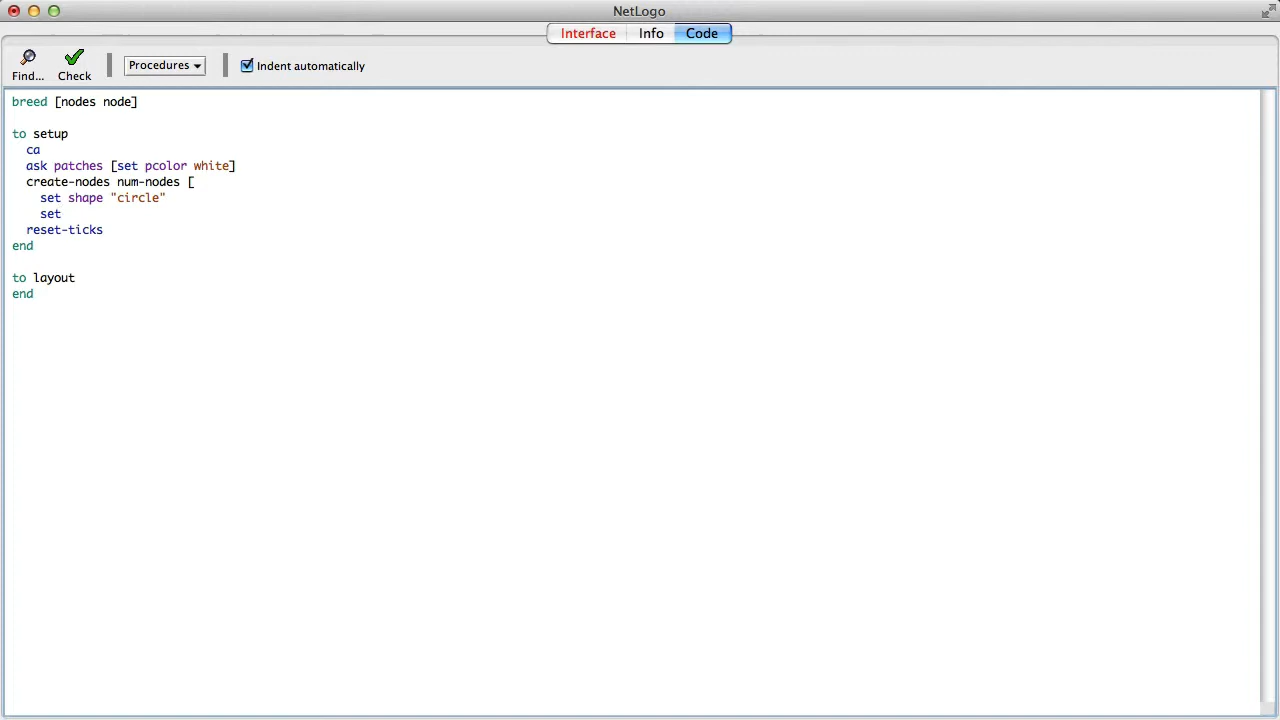 NetLogo
Interface Info Code
Find... Check Procedures Indent automatically
breed [nodes node]
to setup
ca
ask patches [set pcolor white]
create-nodes num-nodes [
set shape "circle"
set
reset-ticks
end
to layout
end